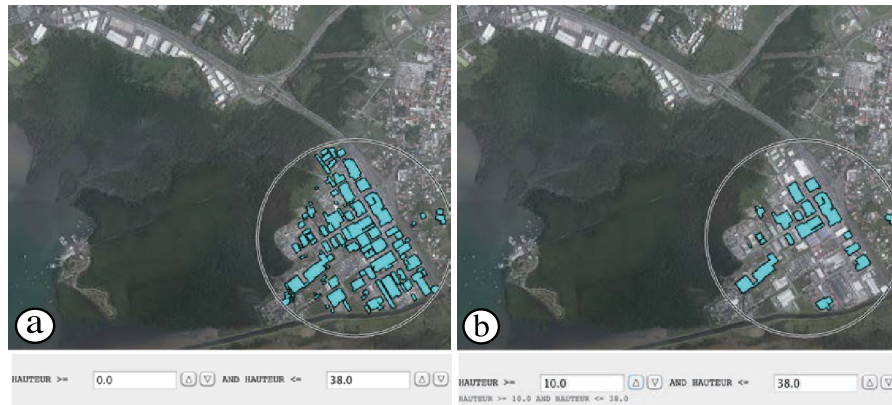 a
b
HAUTEUR >= 0.0 AND HAUTEUR <= 38.0
HAUTEUR >= 10.0 AND HAUTEUR <= 38.0
HAUTEUR >= 10.0 AND HAUTEUR <= 38.0